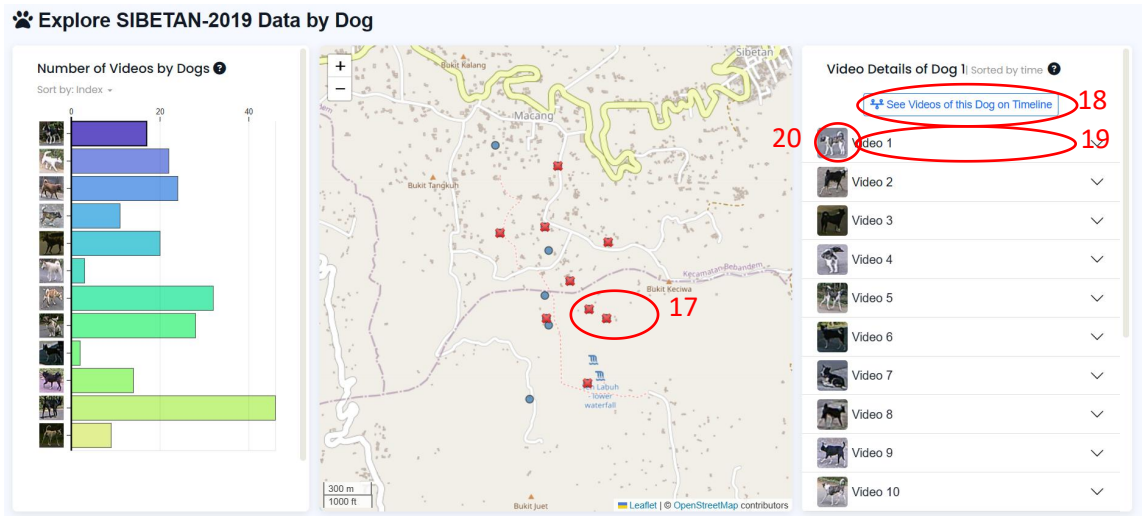 Explore SIBETAN-2019 Data by Dog
Number of Videos by Dogs ?
Sort by: Index
0 20 40
+
−
Bukit Kalang
Sibetan
Macang
Bukit Tangkuh
Kecamatan Bebandem
Bukit Keciwa
17
Labuh
- lower
waterfall
300 m
1000 ft
Bukit Juet
Leaflet | © OpenStreetMap contributors
Video Details of Dog 1| Sorted by time ?
See Videos of this Dog on Timeline
18
20
Video 1
19
Video 2
Video 3
Video 4
Video 5
Video 6
Video 7
Video 8
Video 9
Video 10